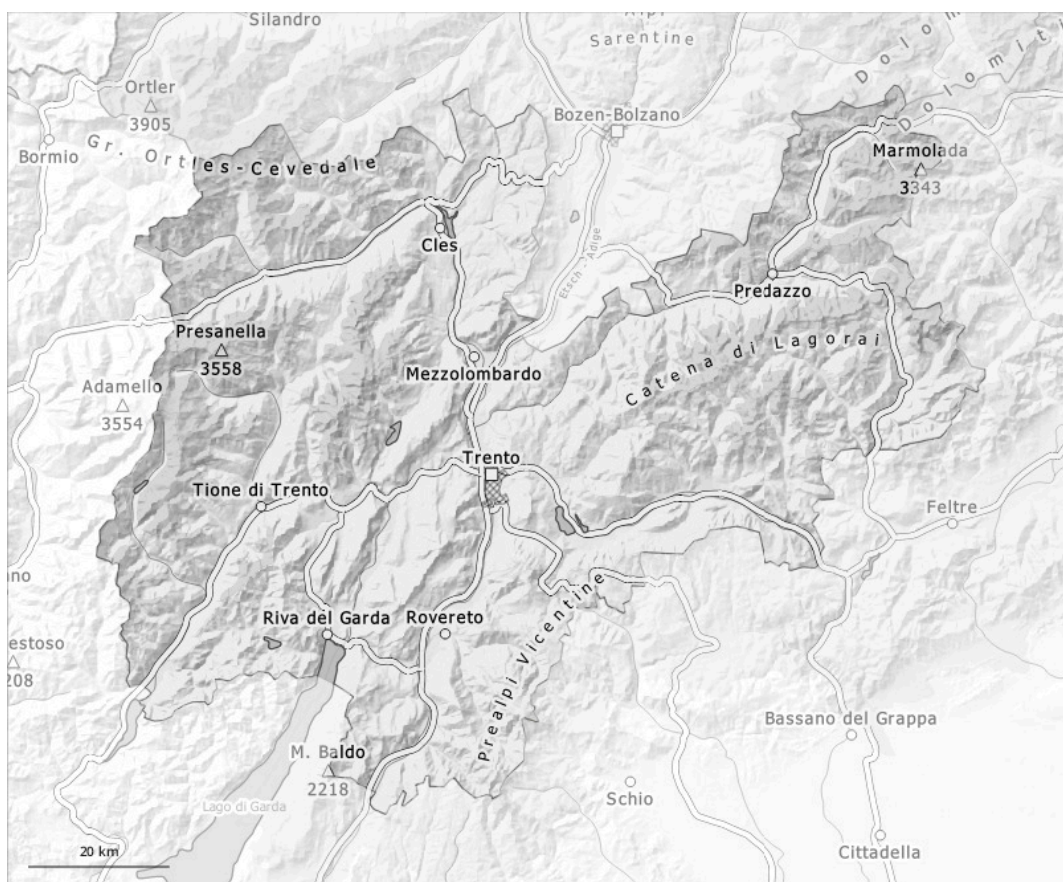 Silandro
Sarentine
Ortler
3905
Bormio
Gr. Ortles-Cevedale
Bozen-Bolzano
Dolomiti
Marmolada
3343
Cles
Etsch - Adige
Predazzo
Presanella
3558
Mezzolombardo
Catena di Lagorai
Adamello
3554
Trento
Tione di Trento
Feltre
Riva del Garda
Rovereto
Prealpi Vicentine
Bassano del Grappa
M. Baldo
2218
Lago di Garda
Schio
20 km
Cittadella